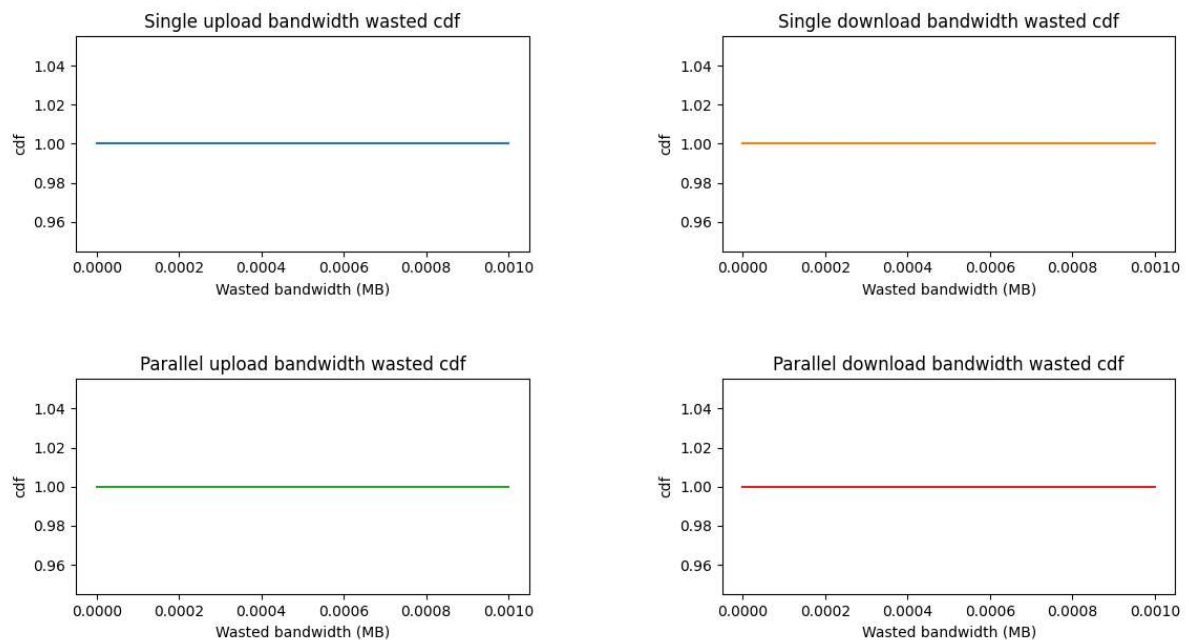 Single upload bandwidth wasted cdf
1.04
1.02
1.00
0.98
0.96
cdf
0.0000 0.0002 0.0004 0.0006 0.0008 0.0010
Wasted bandwidth (MB)
Single download bandwidth wasted cdf
1.04
1.02
1.00
0.98
0.96
cdf
0.0000 0.0002 0.0004 0.0006 0.0008 0.0010
Wasted bandwidth (MB)
Parallel upload bandwidth wasted cdf
1.04
1.02
1.00
0.98
0.96
cdf
0.0000 0.0002 0.0004 0.0006 0.0008 0.0010
Wasted bandwidth (MB)
Parallel download bandwidth wasted cdf
1.04
1.02
1.00
0.98
0.96
cdf
0.0000 0.0002 0.0004 0.0006 0.0008 0.0010
Wasted bandwidth (MB)